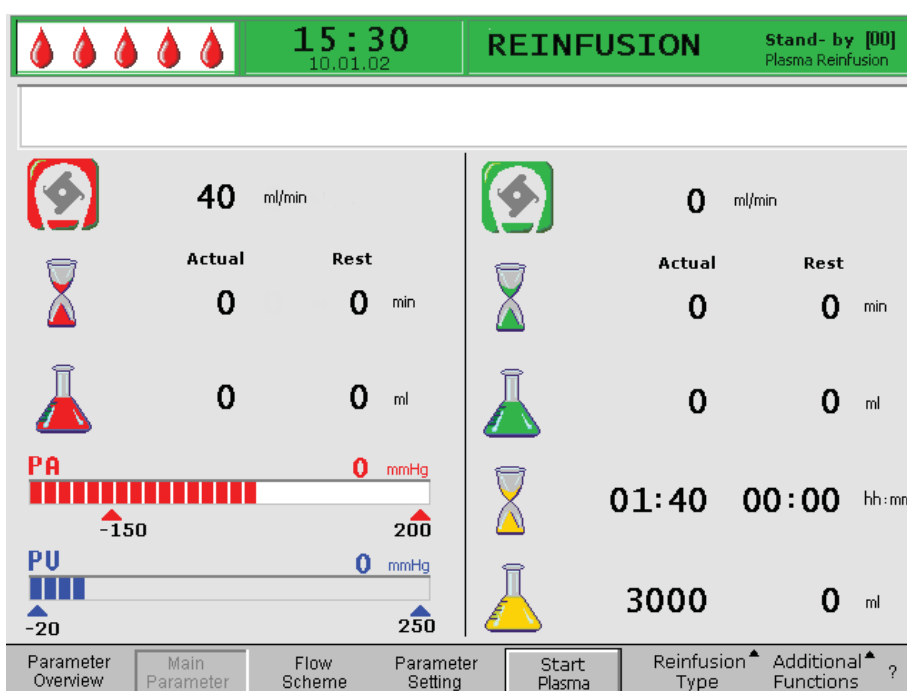 15:30
10.01.02
REINFUSION
Stand- by [00]
Plasma Reinfusion
40 ml/min
Actual Rest
0 0 min
0 0 ml
PA 0 mmHg
-150 200
PV 0 mmHg
-20 250
0 ml/min
Actual Rest
0 0 min
0 0 ml
01:40 00:00 hh:mm
3000 0 ml
Parameter
Overview
Main
Parameter
Flow
Scheme
Parameter
Setting
Start
Plasma
Reinfusion
Type
Additional
Functions
?